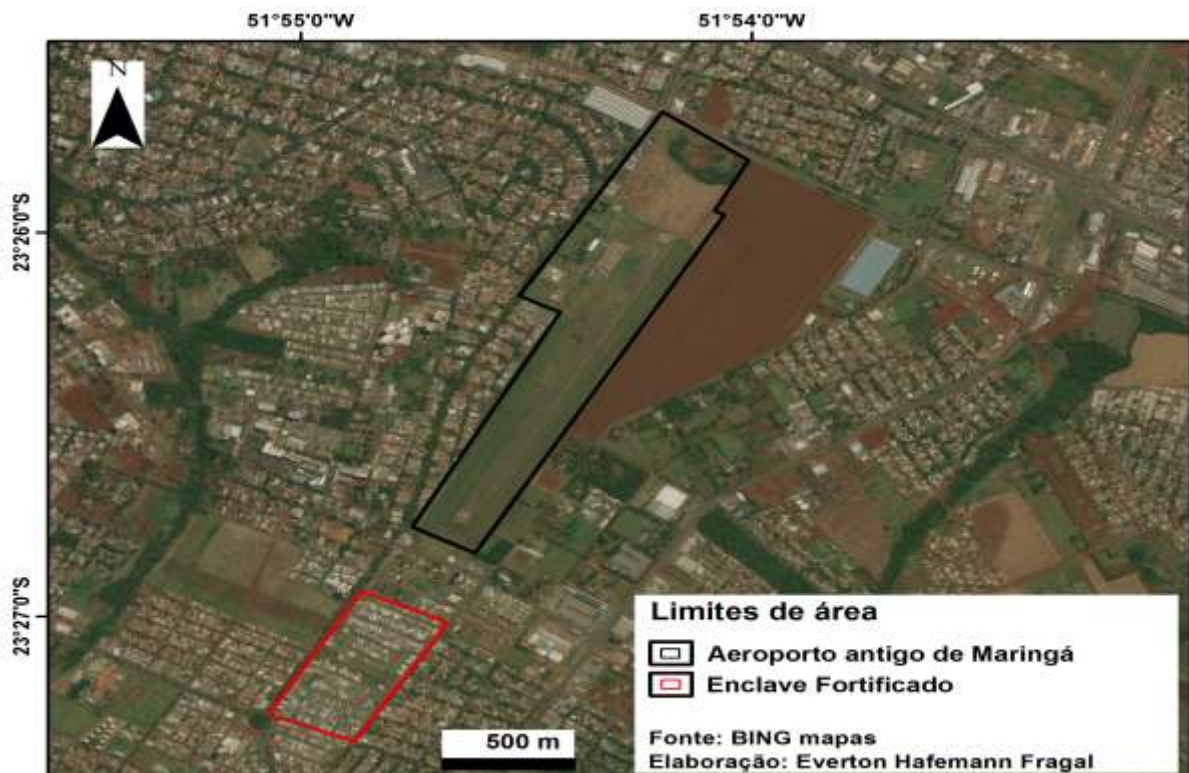 51°55'0"W
51°54'0"W
N
23°26'0"S
23°27'0"S
Limites de área
Aeroporto antigo de Maringá
Enclave Fortificado
500 m
Fonte: BING mapas
Elaboração: Everton Hafemann Fragal